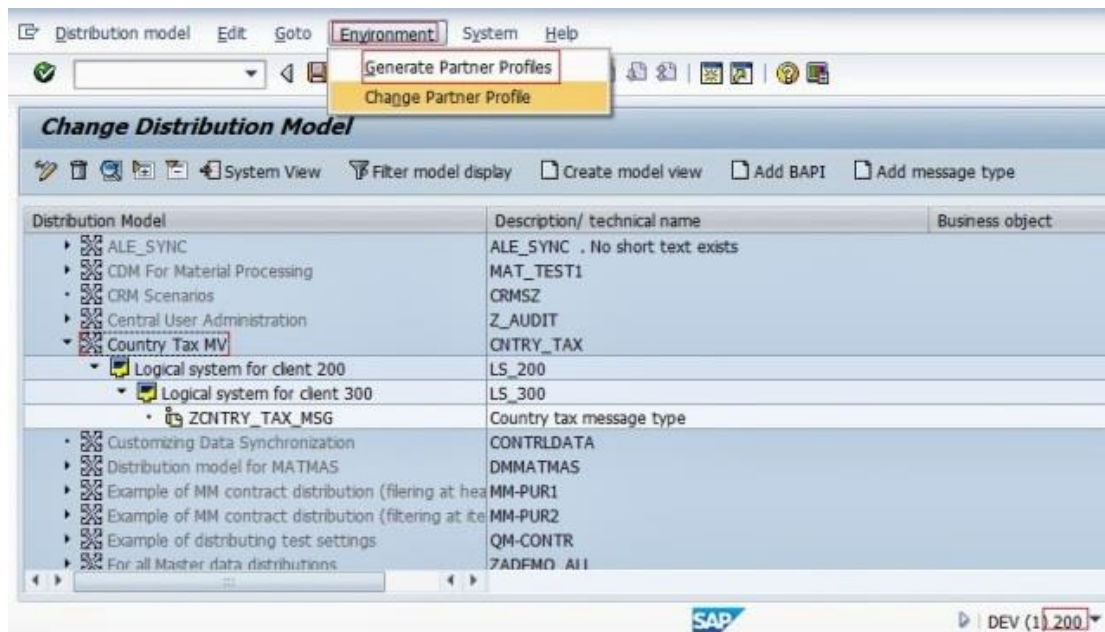 Distribution model Edit Goto Environment System Help
Generate Partner Profiles
Change Partner Profile
Change Distribution Model
System View Filter model display Create model view Add BAPI Add message type
Distribution Model Description/ technical name Business object
ALE_SYNC ALE_SYNC . No short text exists
CDM For Material Processing MAT_TEST1
CRM Scenarios CRMSZ
Central User Administration Z_AUDIT
Country Tax MV CNTRY_TAX
Logical system for client 200 LS_200
Logical system for client 300 LS_300
ZCNTRY_TAX_MSG Country tax message type
Customizing Data Synchronization CONTRLDATA
Distribution model for MATMAS DMMATMAS
Example of MM contract distribution (filering at hea MM-PUR1
Example of MM contract distribution (filtering at ite MM-PUR2
Example of distributing test settings QM-CONTR
For all Master data distributions ZADEMO_ALL
SAP DEV (1) 200